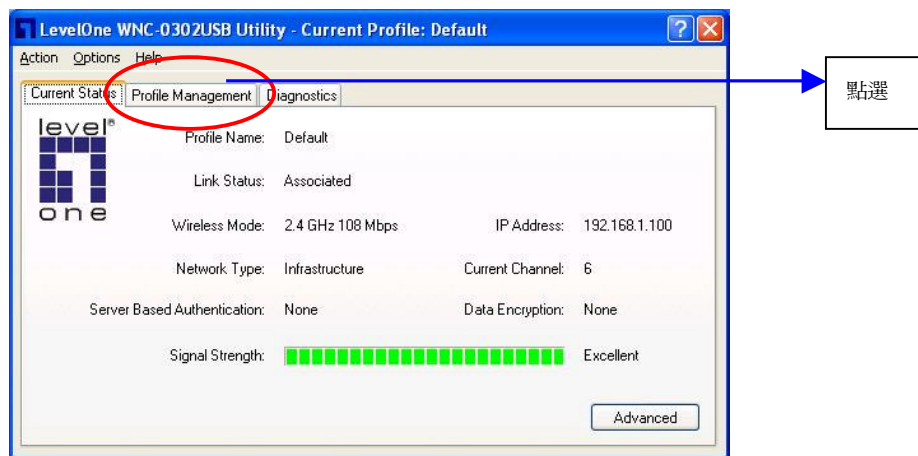 LevelOne WNC-0302USB Utility - Current Profile: Default
Action Options Help
Current Status Profile Management Diagnostics
點選
level®
one
Profile Name: Default
Link Status: Associated
Wireless Mode: 2.4 GHz 108 Mbps IP Address: 192.168.1.100
Network Type: Infrastructure Current Channel: 6
Server Based Authentication: None Data Encryption: None
Signal Strength: Excellent
Advanced